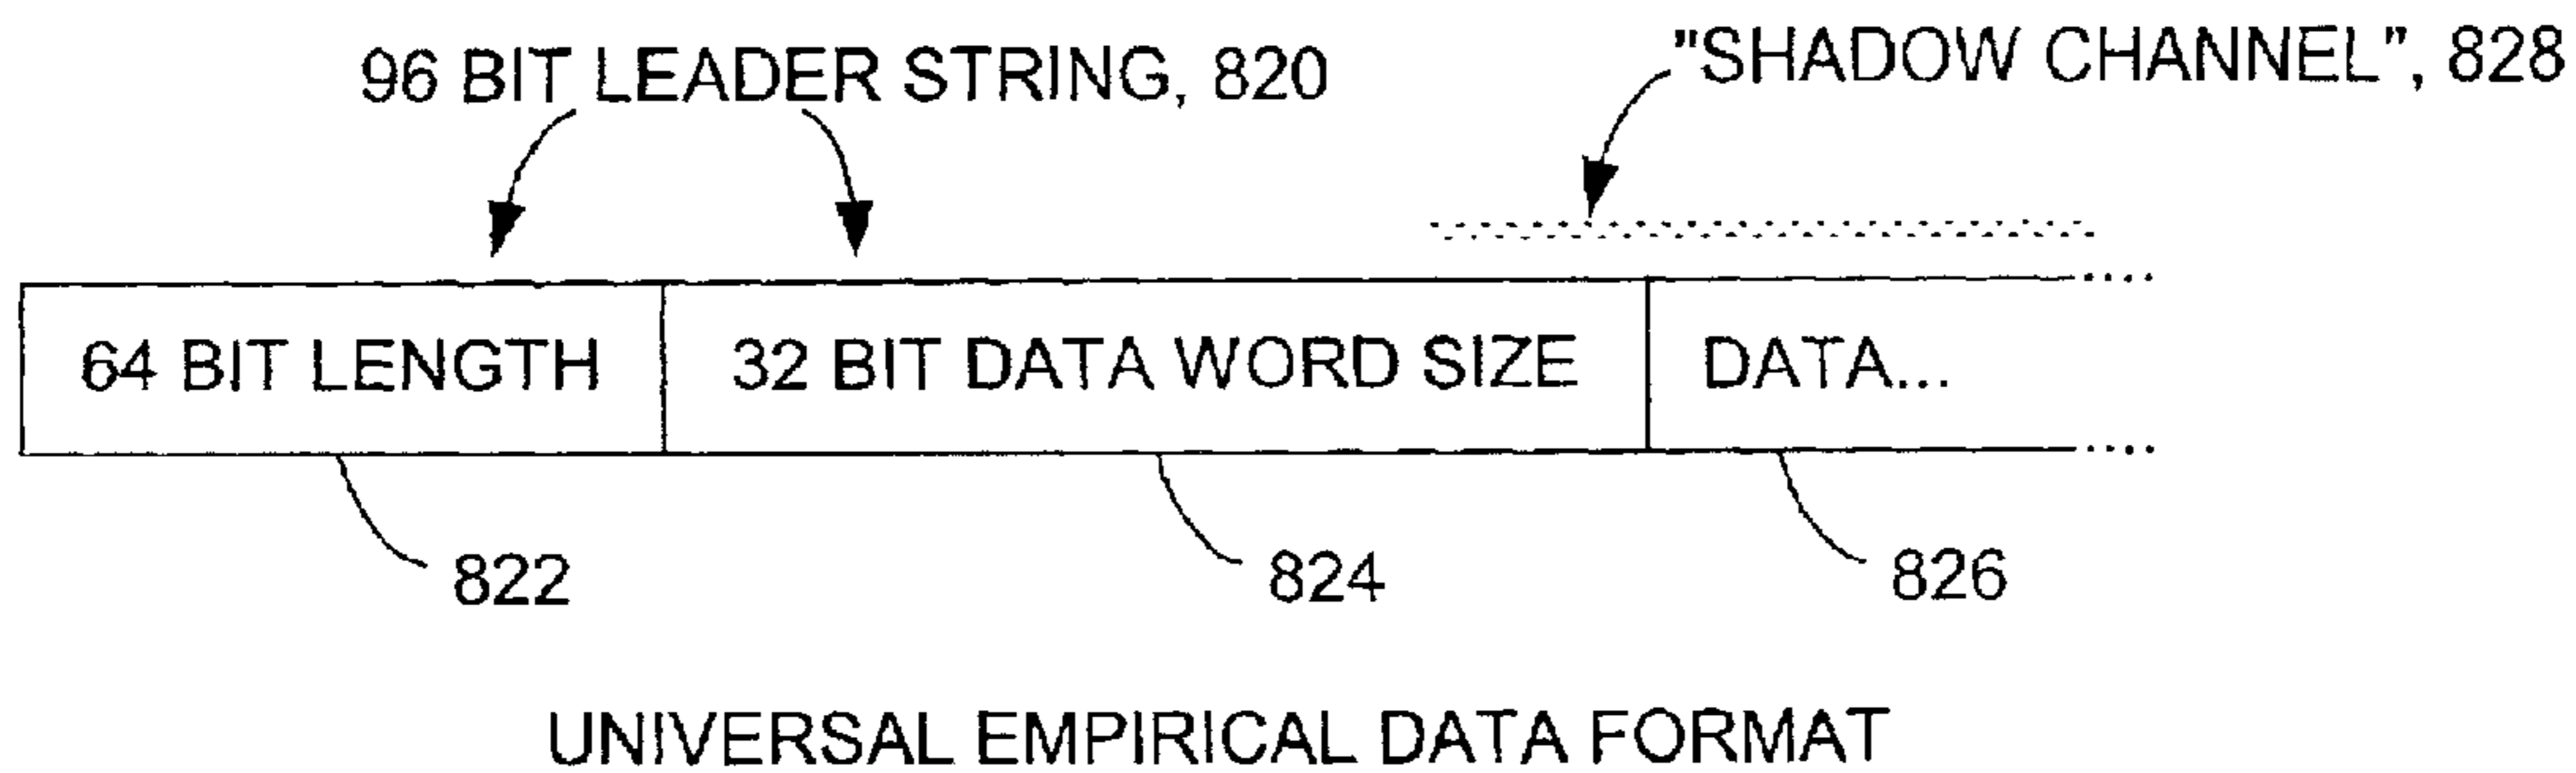 96 BIT LEADER STRING, 820
"SHADOW CHANNEL", 828
64 BIT LENGTH
32 BIT DATA WORD SIZE
DATA...
822
824
826
UNIVERSAL EMPIRICAL DATA FORMAT